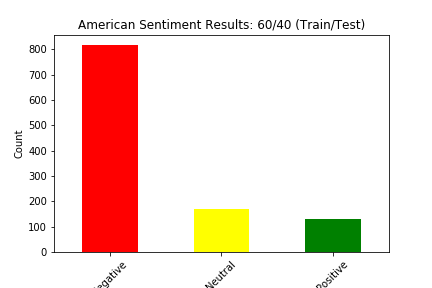 American Sentiment Results: 60/40 (Train/Test)
800
700
600
500
400
300
200
100
0
Count
egative
Neutral
Positive